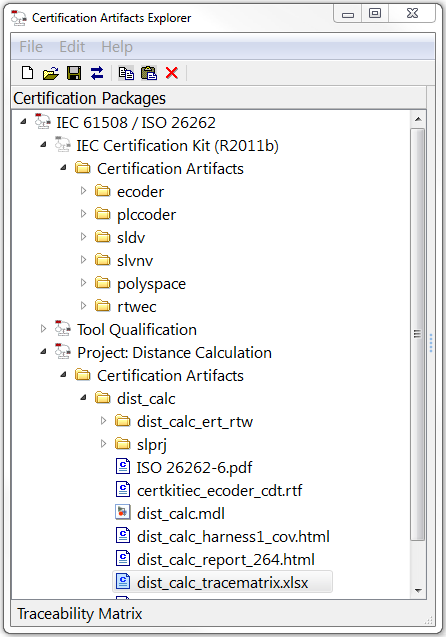 Certification Artifacts Explorer
File Edit Help
Certification Packages
IEC 61508 / ISO 26262
IEC Certification Kit (R2011b)
Certification Artifacts
ecoder
plccoder
sldv
slvnv
polyspace
rtwec
Tool Qualification
Project: Distance Calculation
Certification Artifacts
dist_calc
dist_calc_ert_rtw
slprj
ISO 26262-6.pdf
certkitiec_ecoder_cdt.rtf
dist_calc.mdl
dist_calc_harness1_cov.html
dist_calc_report_264.html
dist_calc_tracematrix.xlsx
Traceability Matrix